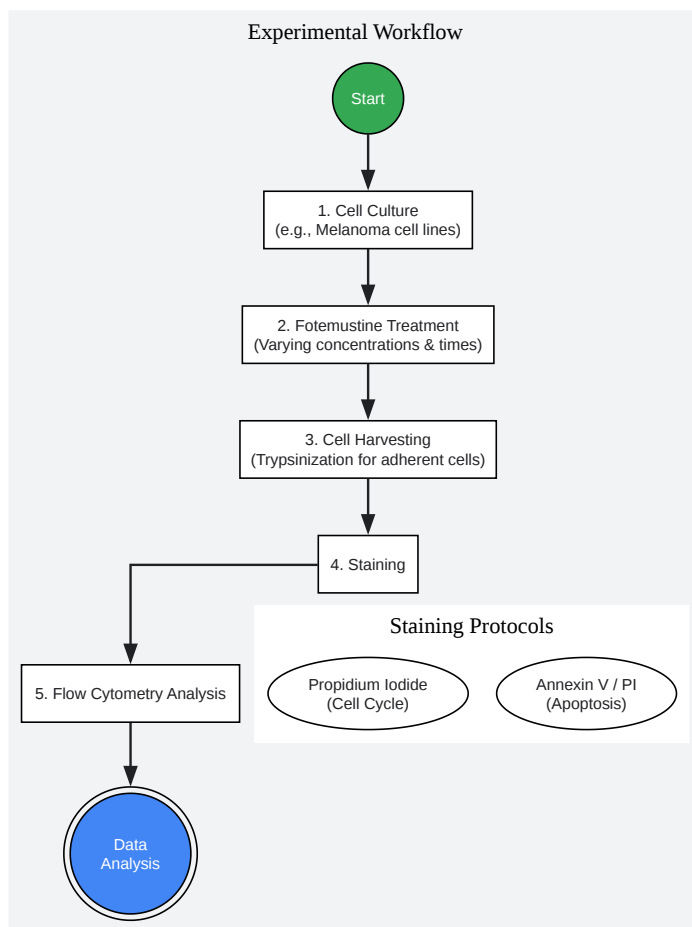 Experimental Workflow
Start
1. Cell Culture
(e.g., Melanoma cell lines)
2. Fotemustine Treatment
(Varying concentrations & times)
3. Cell Harvesting
(Trypsinization for adherent cells)
4. Staining
Staining Protocols
Propidium Iodide
(Cell Cycle)
Annexin V / PI
(Apoptosis)
5. Flow Cytometry Analysis
Data
Analysis